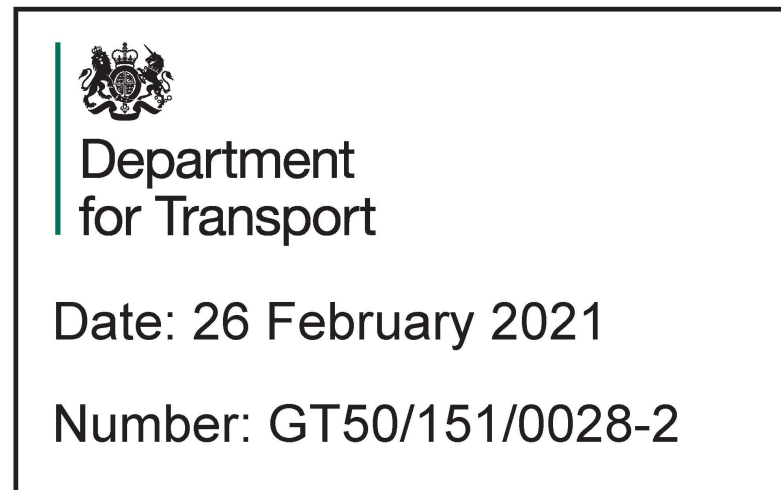 Department
for Transport
Date: 26 February 2021
Number: GT50/151/0028-2